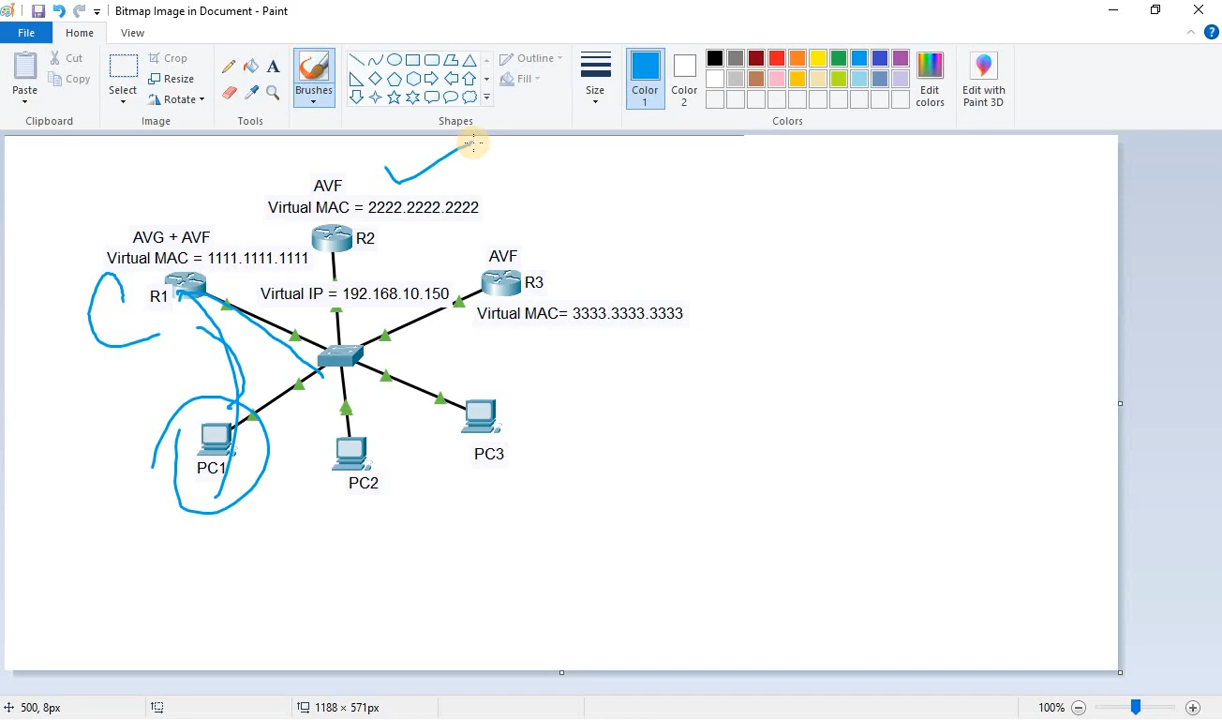 Bitmap Image in Document - Paint
File
Home
View
Paste
Cut
Copy
Clipboard
Select
Crop
Resize
Rotate
Image
A
Tools
Brushes
Outline
Fill
Shapes
Size
Color
1
Color
2
Edit
colors
Edit with
Paint 3D
Colors
AVF
Virtual MAC = 2222.2222.2222
R2
AVG + AVF
Virtual MAC = 1111.1111.1111
R1
AVF
R3
Virtual IP = 192.168.10.150
Virtual MAC= 3333.3333.3333
PC1
PC2
PC3
500, 8px
1188 × 571px
100%